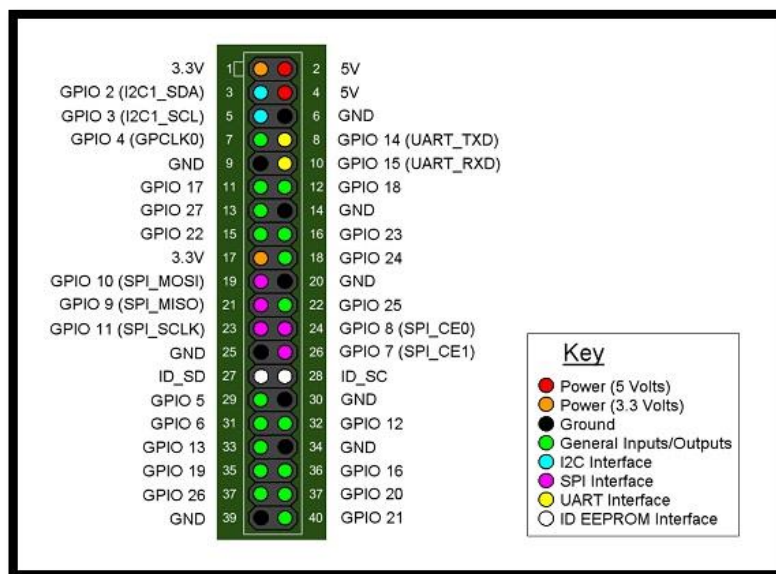 3.3V 1 2 5V
GPIO 2 (I2C1_SDA) 3 4 5V
GPIO 3 (I2C1_SCL) 5 6 GND
GPIO 4 (GPCLK0) 7 8 GPIO 14 (UART_TXD)
GND 9 10 GPIO 15 (UART_RXD)
GPIO 17 11 12 GPIO 18
GPIO 27 13 14 GND
GPIO 22 15 16 GPIO 23
3.3V 17 18 GPIO 24
GPIO 10 (SPI_MOSI) 19 20 GND
GPIO 9 (SPI_MISO) 21 22 GPIO 25
GPIO 11 (SPI_SCLK) 23 24 GPIO 8 (SPI_CE0)
GND 25 26 GPIO 7 (SPI_CE1)
ID_SD 27 28 ID_SC
GPIO 5 29 30 GND
GPIO 6 31 32 GPIO 12
GPIO 13 33 34 GND
GPIO 19 35 36 GPIO 16
GPIO 26 37 37 GPIO 20
GND 39 40 GPIO 21
Key
Power (5 Volts)
Power (3.3 Volts)
Ground
General Inputs/Outputs
I2C Interface
SPI Interface
UART Interface
ID EEPROM Interface